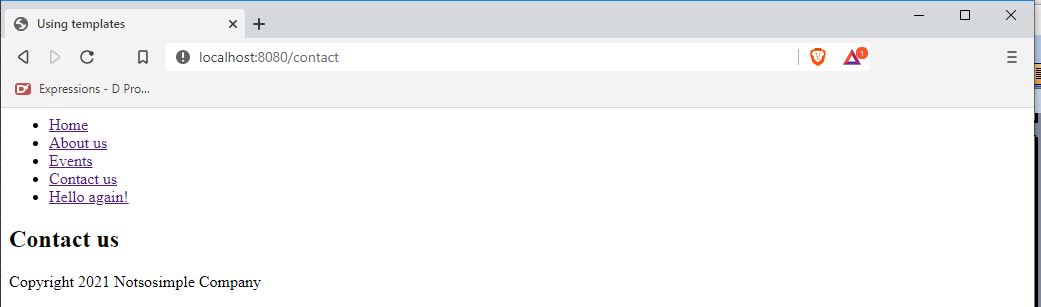 Using templates
localhost:8080/contact
1
Expressions - D Pro...
Home
About us
Events
Contact us
Hello again!
Contact us
Copyright 2021 Notsosimple Company